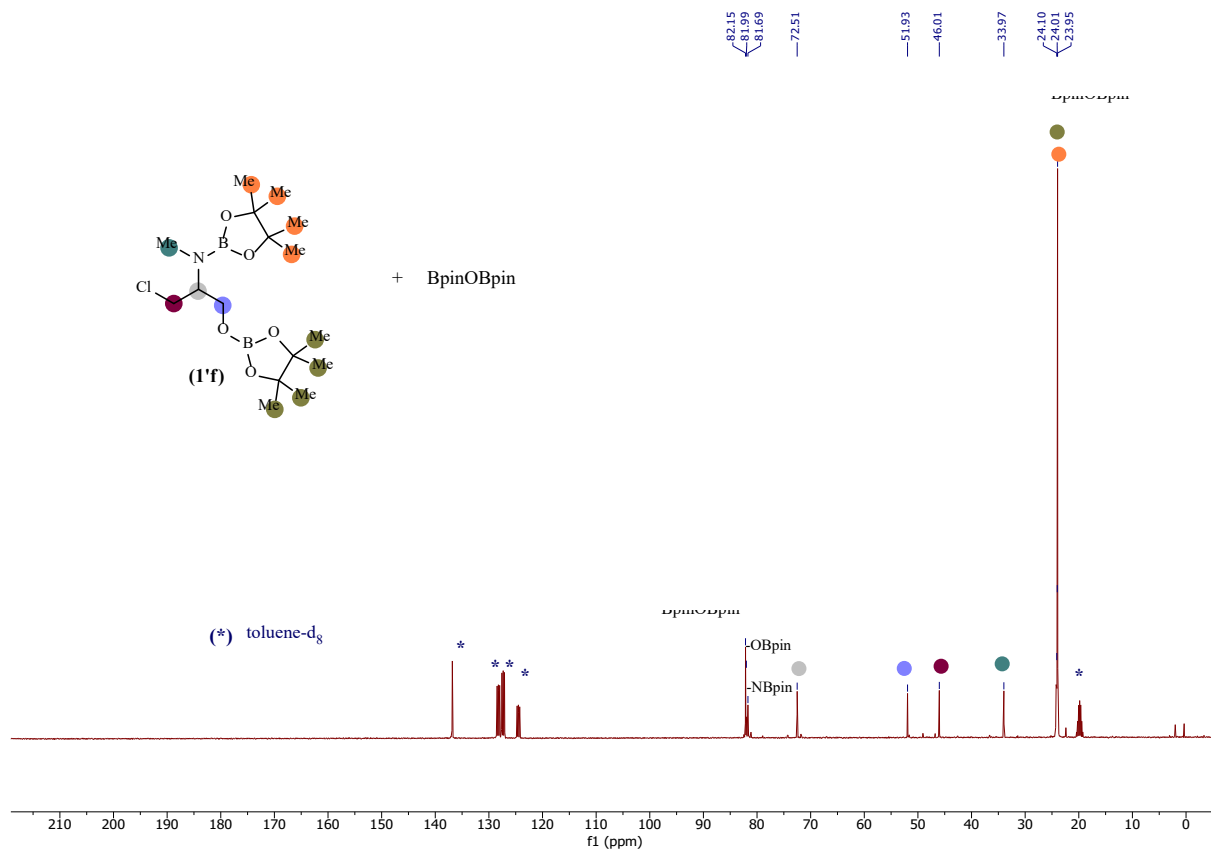 82.15
81.99
81.69
72.51
51.93
46.01
33.97
24.10
24.01
23.95
BpinOBpin
Me
Me
O
Me
B
O
Me
Me
N
Cl
+ BpinOBpin
O
B
O
Me
O
Me
(1'f)
Me
Me
BpinOBpin
(*) toluene-d8
*
* *
*
-OBpin
-NBpin
*
210 200 190 180 170 160 150 140 130 120 110 100 90 80 70 60 50 40 30 20 10 0
f1 (ppm)